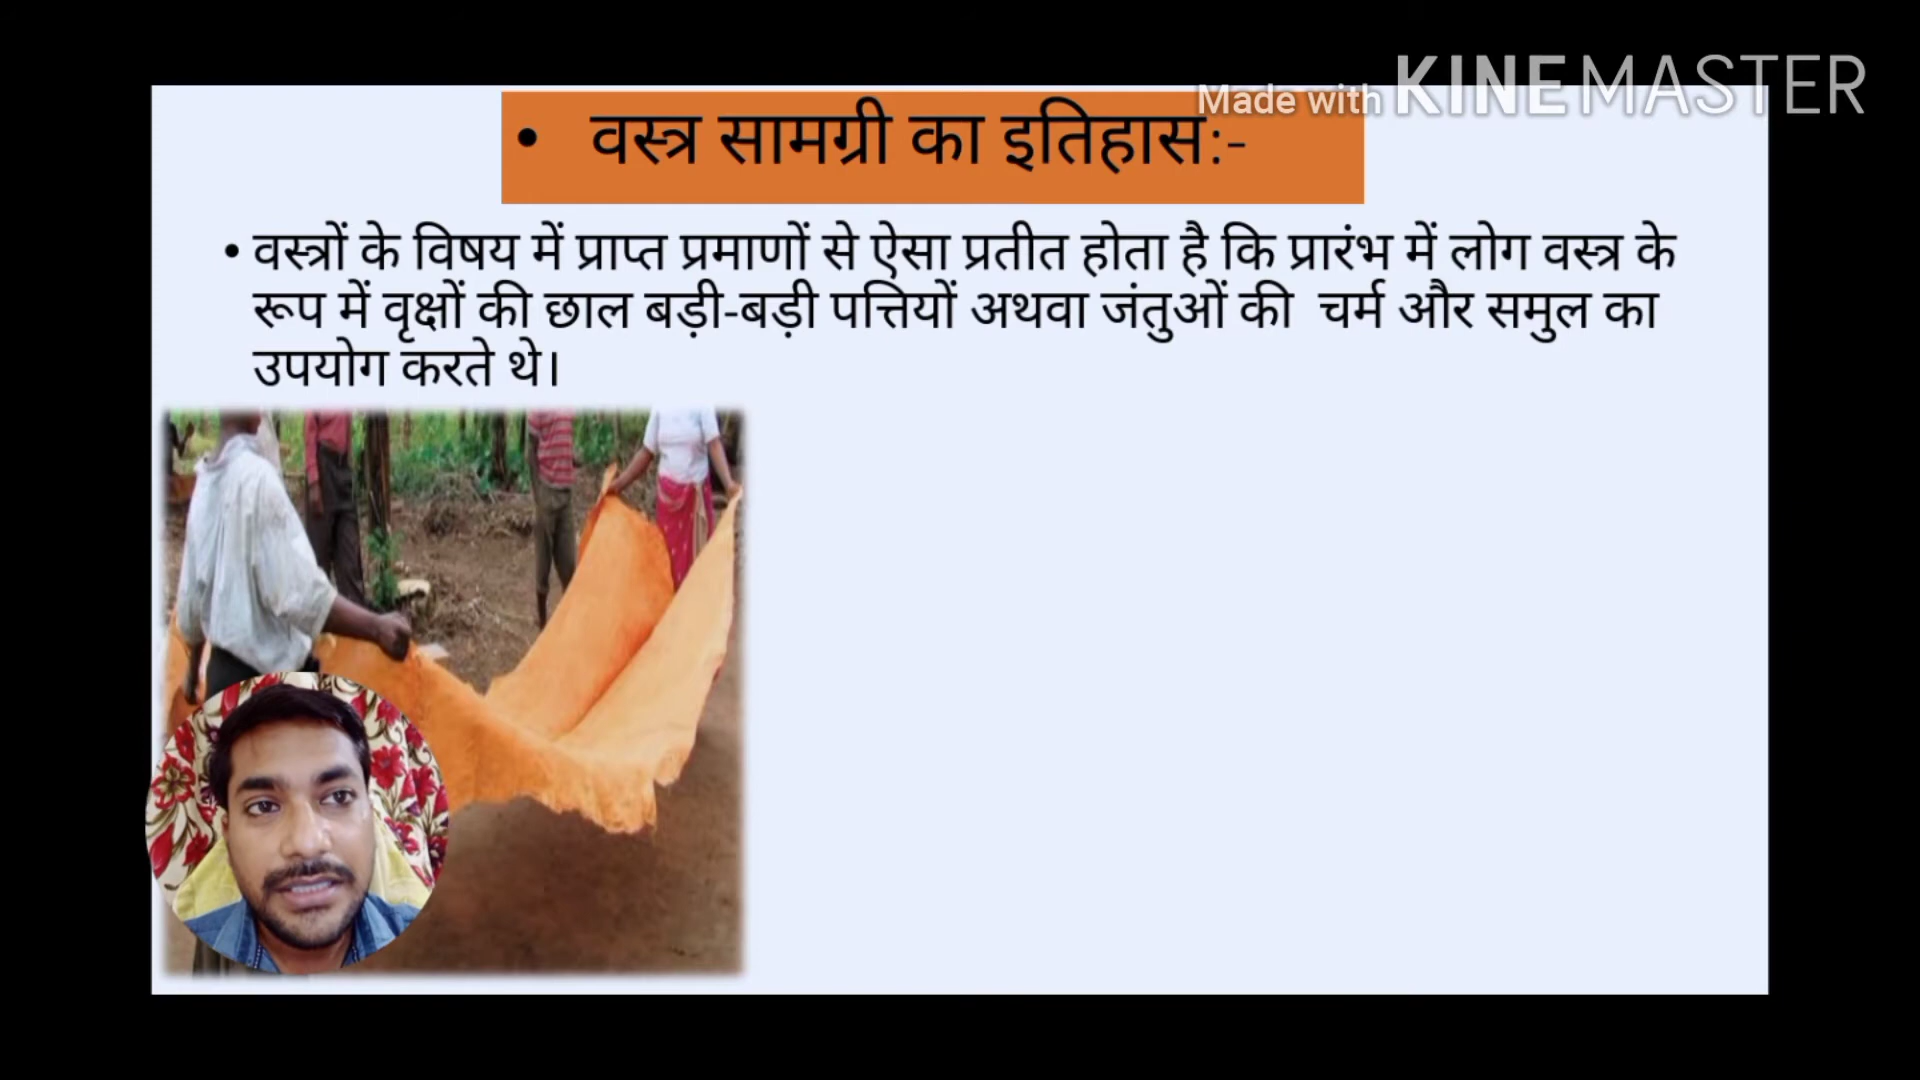 Made with KINEMASTER
• वस्त्र सामग्री का इतिहास:-
• वस्त्रों के विषय में प्राप्त प्रमाणों से ऐसा प्रतीत होता है कि प्रारंभ में लोग वस्त्र के
रूप में वृक्षों की छाल बड़ी-बड़ी पत्तियों अथवा जंतुओं की चर्म और समुल का
उपयोग करते थे।